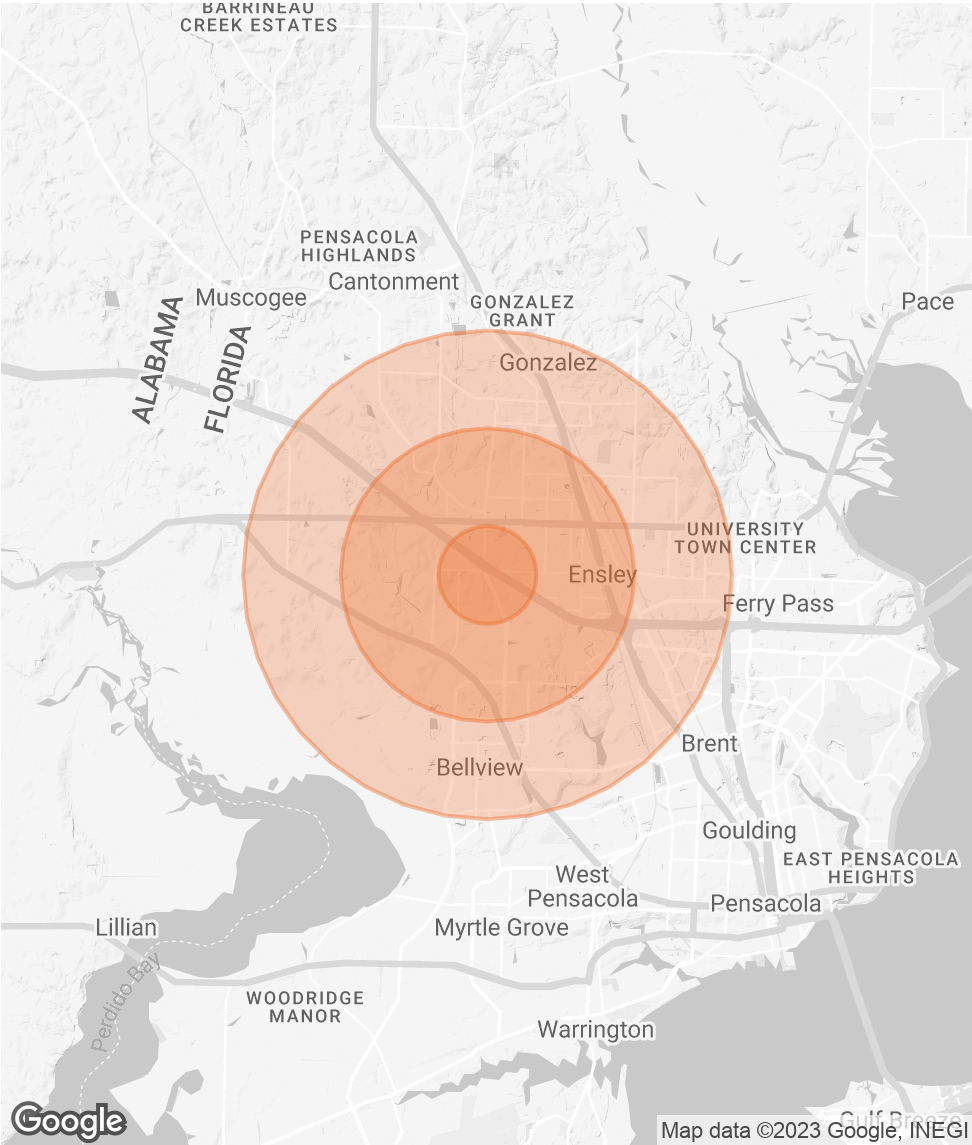 BARRINEAU
CREEK ESTATES
PENSACOLA
HIGHLANDS
Cantonment
Muscogee
GONZALEZ
GRANT
Pace
ALABAMA
FLORIDA
Gonzalez
UNIVERSITY
TOWN CENTER
Ensley
Ferry Pass
Brent
Bellview
Goulding
EAST PENSACOLA
HEIGHTS
West
Pensacola
Pensacola
Lillian
Myrtle Grove
Perdido Bay
WOODRIDGE
MANOR
Warrington
Gulf Breeze
Google
Map data ©2023 Google, INEGI